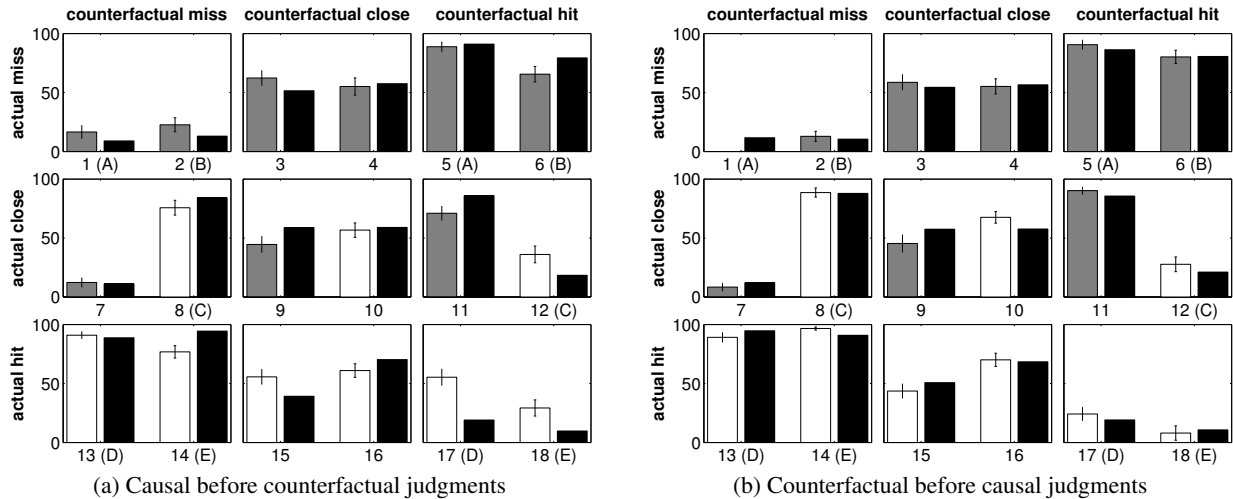 counterfactual miss counterfactual close counterfactual hit
actual miss
100
50
0
1 (A) 2 (B) 3 4 5 (A) 6 (B)
actual close
100
50
0
7 8 (C) 9 10 11 12 (C)
actual hit
100
50
0
13 (D) 14 (E) 15 16 17 (D) 18 (E)
(a) Causal before counterfactual judgments
counterfactual miss counterfactual close counterfactual hit
actual miss
100
50
0
1 (A) 2 (B) 3 4 5 (A) 6 (B)
actual close
100
50
0
7 8 (C) 9 10 11 12 (C)
actual hit
100
50
0
13 (D) 14 (E) 15 16 17 (D) 18 (E)
(b) Counterfactual before causal judgments